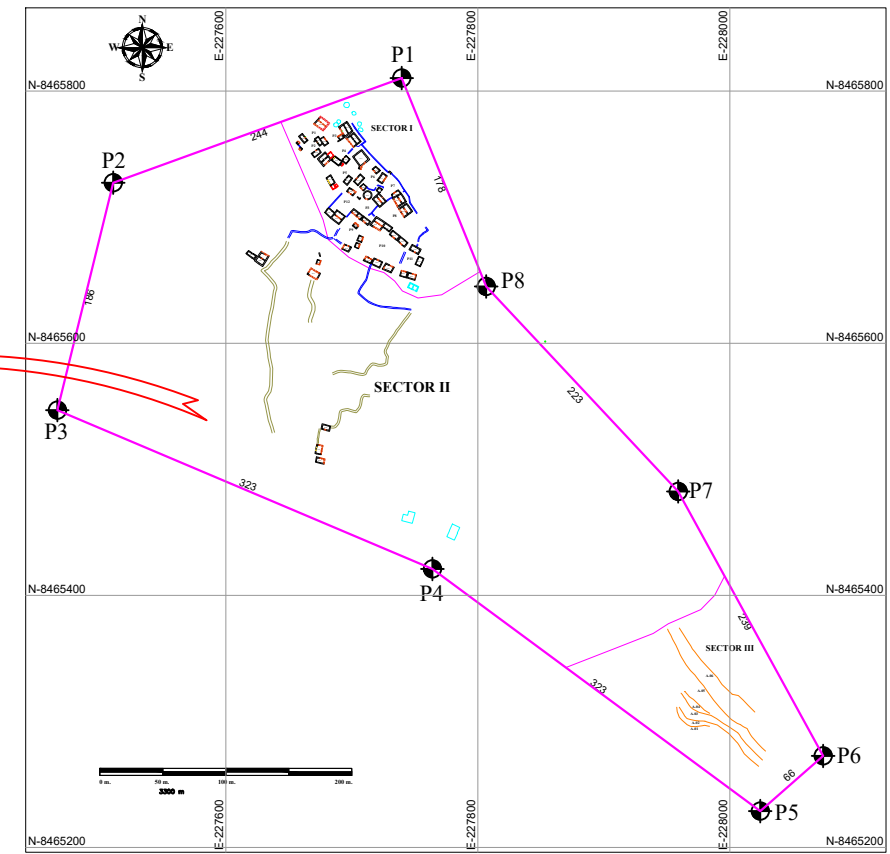 N
W E
S
E-227600
E-227800
E-228000
P1
N-8465800
N-8465800
244
SECTOR I
P2
178
186
P8
N-8465600
N-8465600
SECTOR II
P3
223
323
P7
N-8465400
N-8465400
P4
239
SECTOR III
323
P6
66
P5
0 m. 50 m. 100 m. 200 m.
3300 m
N-8465200
N-8465200
E-227600
E-227800
E-228000